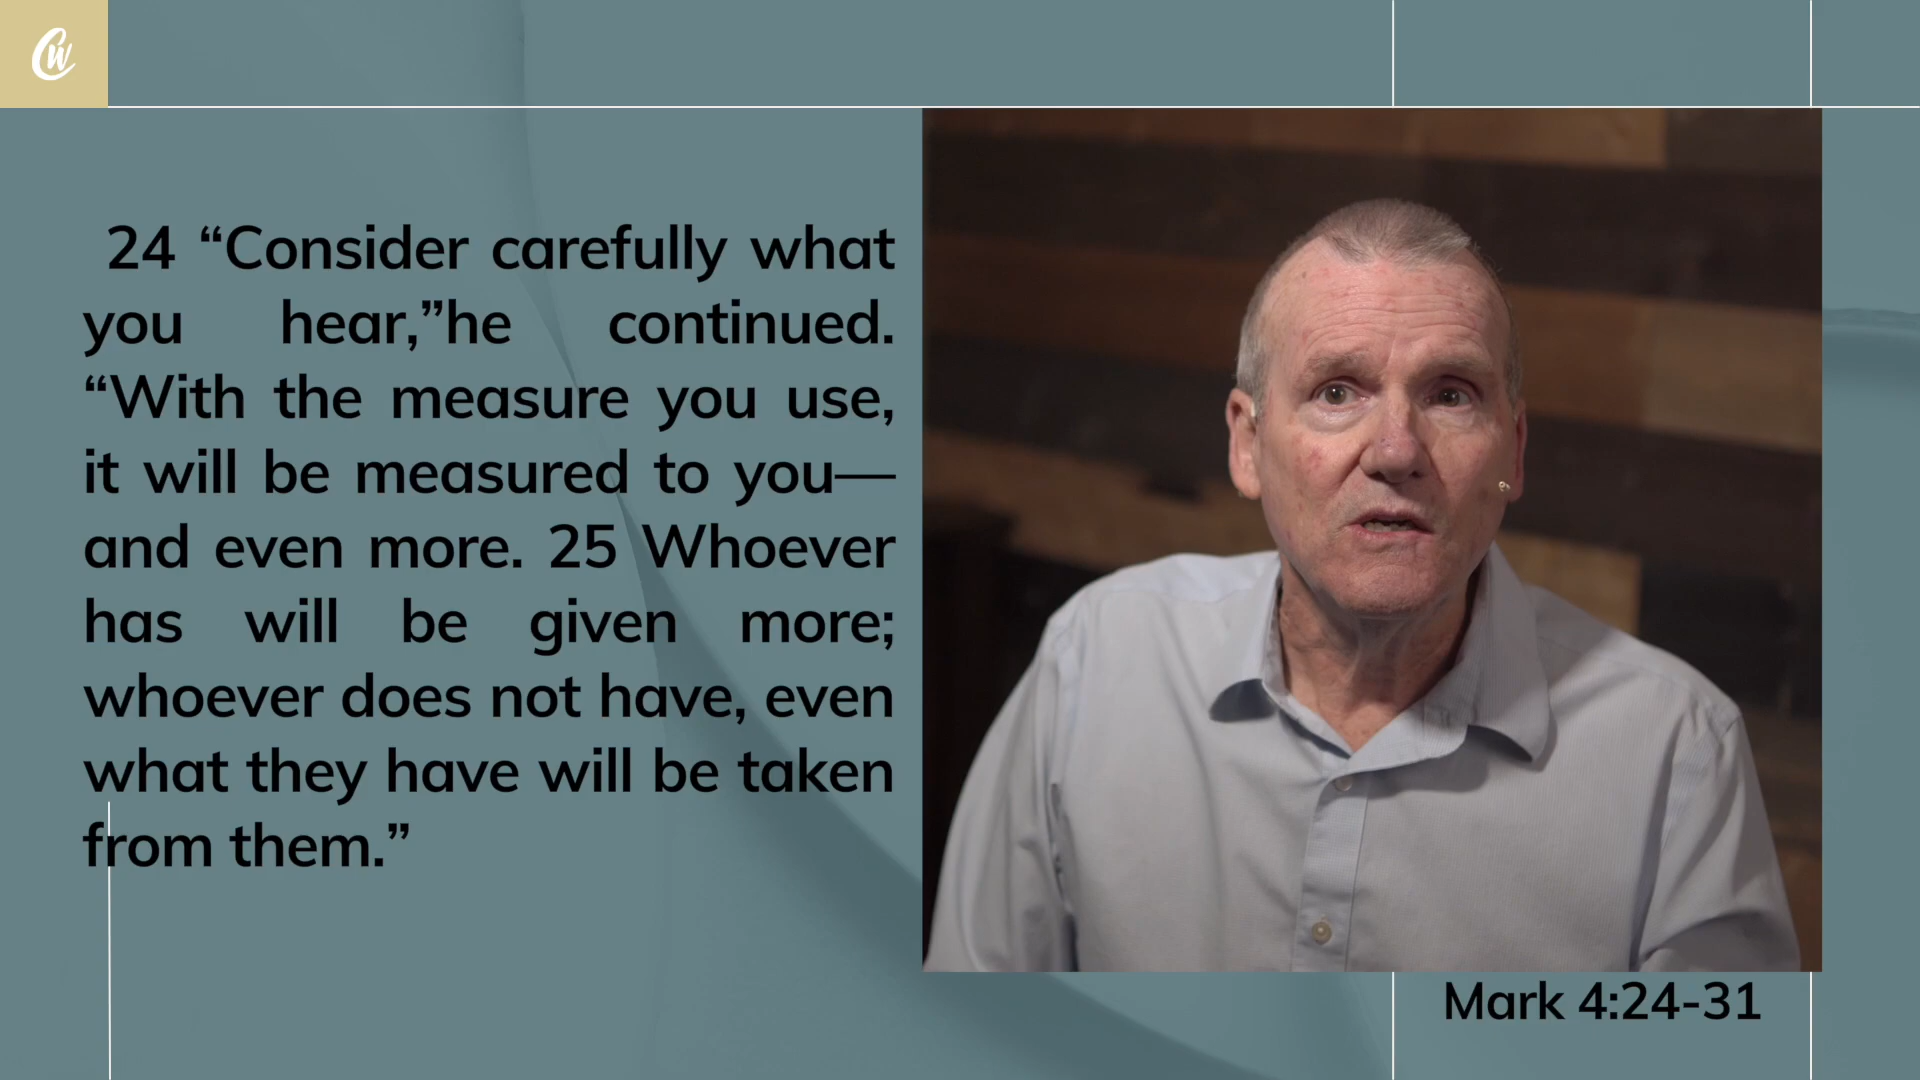 CW
24 “Consider carefully what
you hear,”he continued.
“With the measure you use,
it will be measured to you—
and even more. 25 Whoever
has will be given more;
whoever does not have, even
what they have will be taken
from them.”
Mark 4:24-31